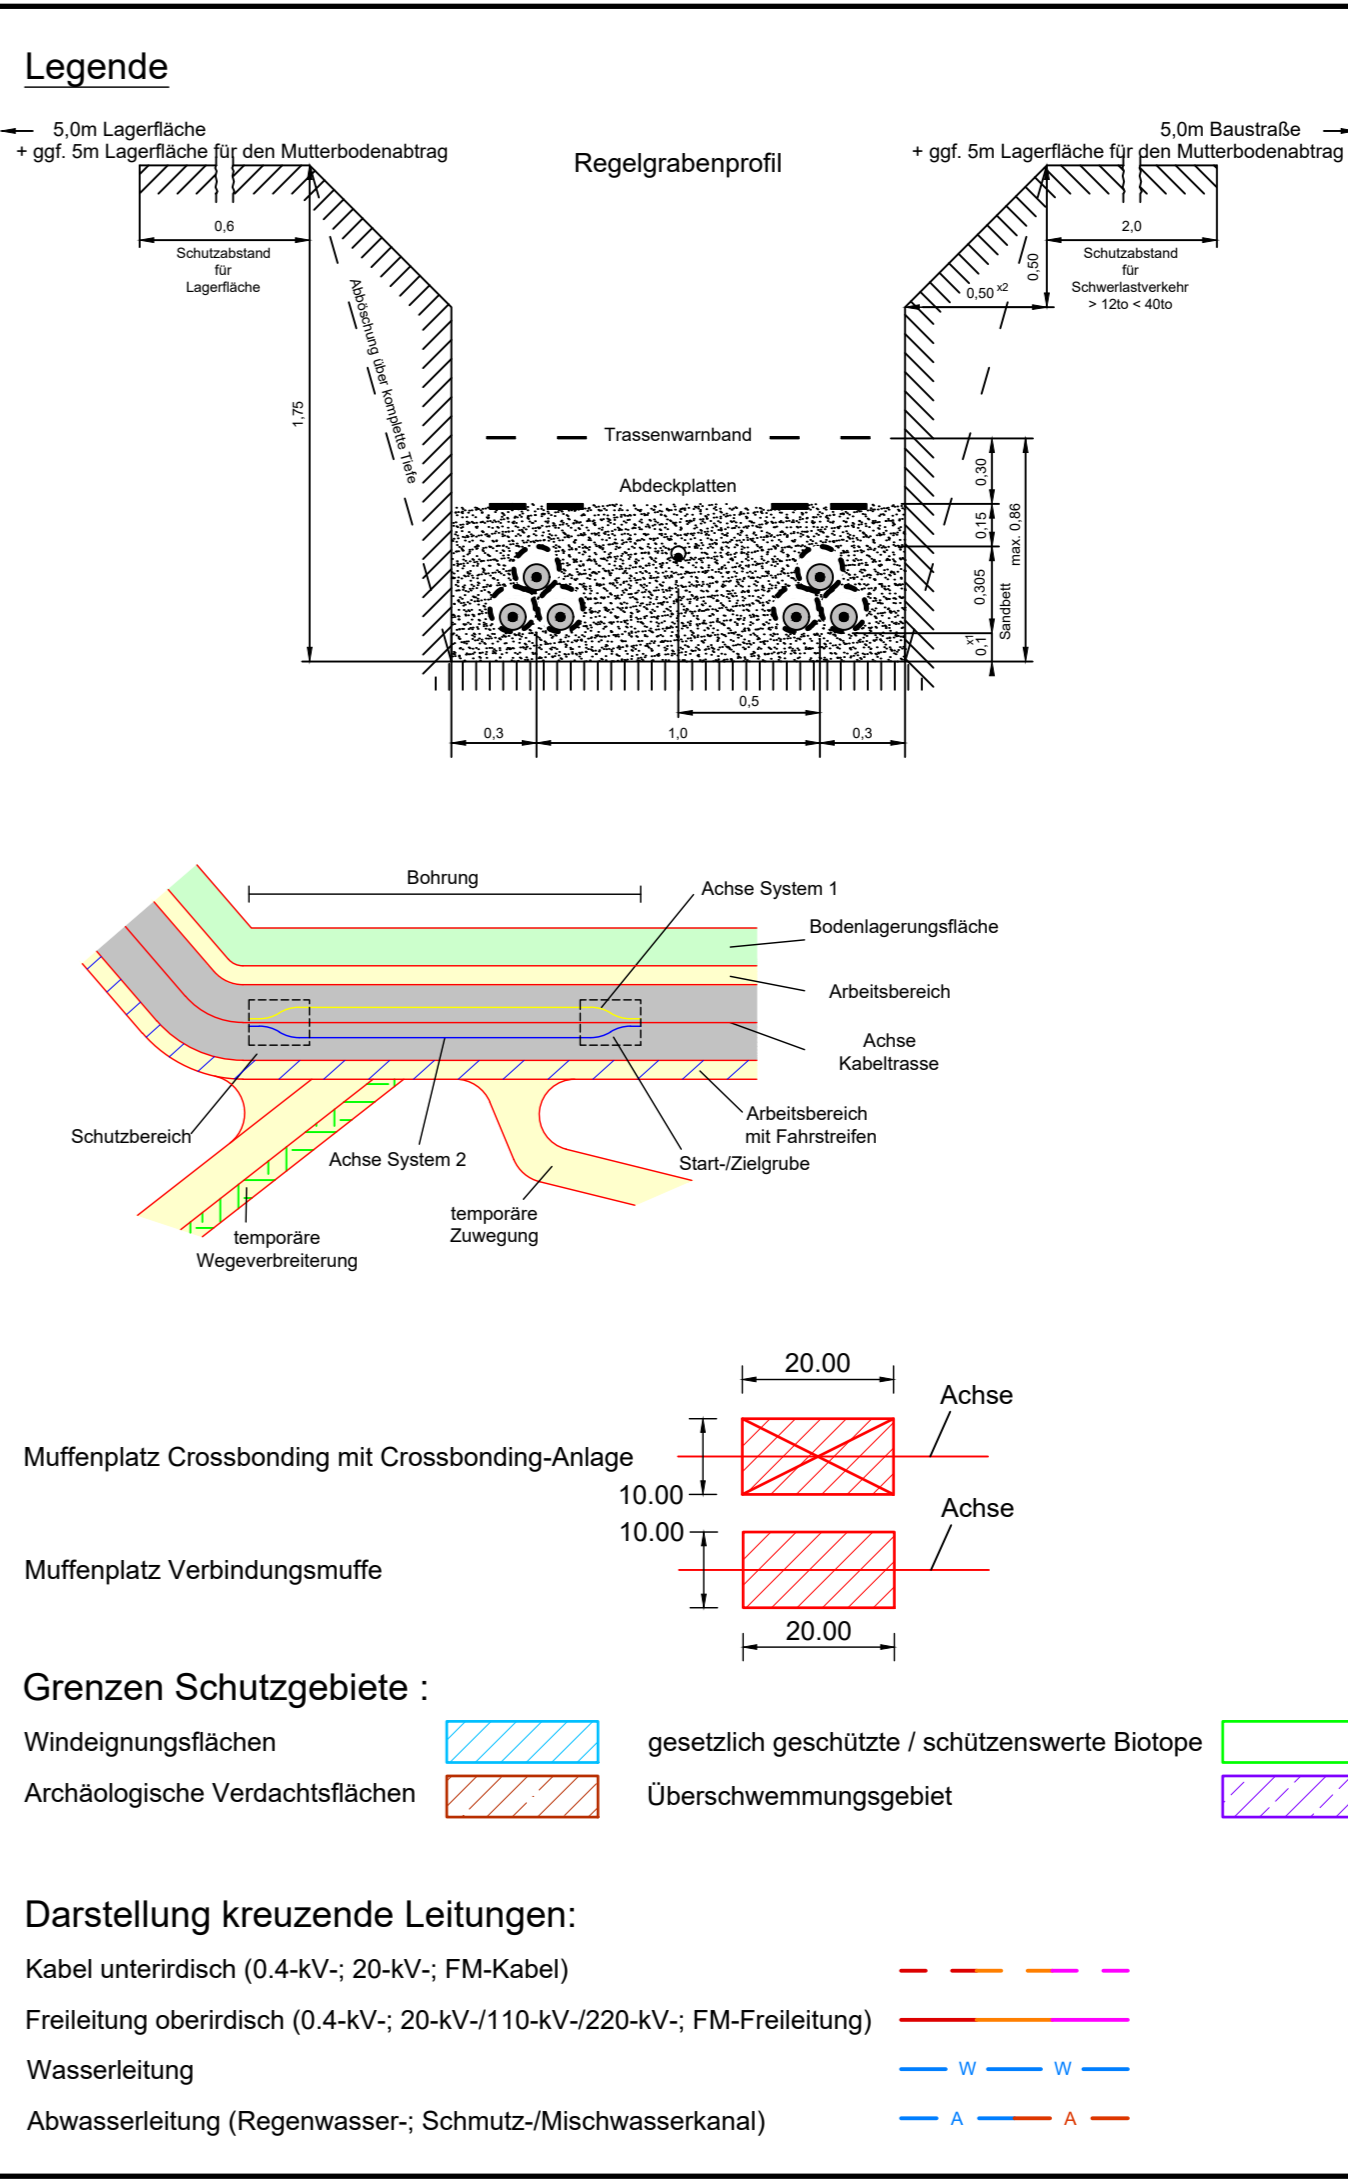 Legende
5,0m Lagerfläche
+ ggf. 5m Lagerfläche für den Mutterbodenabtrag
Regelgrabenprofil
5,0m Baustraße
+ ggf. 5m Lagerfläche für den Mutterbodenabtrag
0,6
Schutzabstand
für
Lagerfläche
2,0
Schutzabstand
für
Schwerlastverkehr
> 12to < 40to
0,50
0,50 x2
Abböschung über komplette Tiefe
1,75
Trassenwarnband
Abdeckplatten
0,30
0,15
max. 0,86
0,305
Sandbett
0,1 x1
0,5
0,3
1,0
0,3
Bohrung
Achse System 1
Bodenlagerungsfläche
Arbeitsbereich
Achse
Kabeltrasse
Arbeitsbereich
mit Fahrstreifen
Schutzbereich
Achse System 2
Start-/Zielgrube
temporäre
Zuwegung
temporäre
Wegeverbreiterung
20.00
Achse
Muffenplatz Crossbonding mit Crossbonding-Anlage
10.00
Achse
10.00
Muffenplatz Verbindungsmuffe
20.00
Grenzen Schutzgebiete :
Windeignungsflächen
gesetzlich geschützte / schützenswerte Biotope
Archäologische Verdachtsflächen
Überschwemmungsgebiet
Darstellung kreuzende Leitungen:
Kabel unterirdisch (0.4-kV-; 20-kV-; FM-Kabel)
Freileitung oberirdisch (0.4-kV-; 20-kV-/110-kV-/220-kV-; FM-Freileitung)
Wasserleitung
W W
Abwasserleitung (Regenwasser-; Schmutz-/Mischwasserkanal)
A A